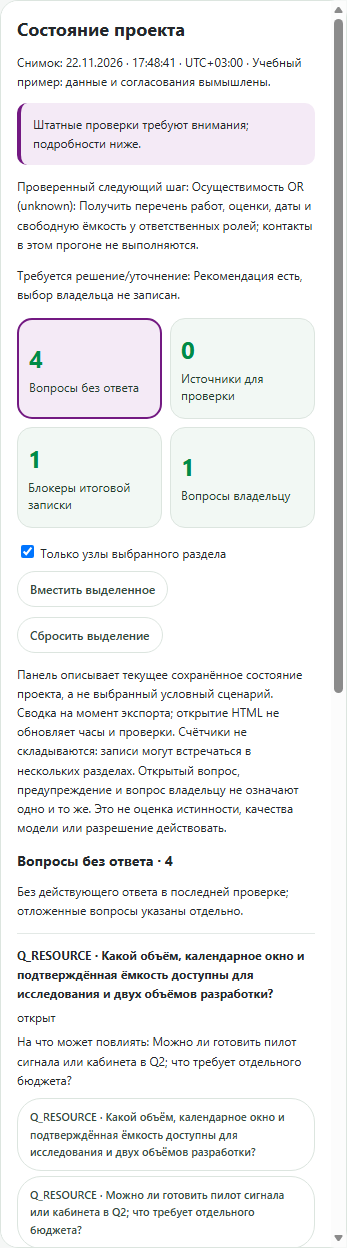 Состояние проекта
Снимок: 22.11.2026 · 17:48:41 · UTC+03:00 · Учебный
пример: данные и согласования вымышлены.
Штатные проверки требуют внимания;
подробности ниже.
Проверенный следующий шаг: Осуществимость OR
(unknown): Получить перечень работ, оценки, даты и
свободную ёмкость у ответственных ролей; контакты
в этом прогоне не выполняются.
Требуется решение/уточнение: Рекомендация есть,
выбор владельца не записан.
4
Вопросы без ответа
0
Источники для
проверки
1
Блокеры итоговой
записки
1
Вопросы владельцу
Только узлы выбранного раздела
Вместить выделенное
Сбросить выделение
Панель описывает текущее сохранённое состояние
проекта, а не выбранный условный сценарий.
Сводка на момент экспорта; открытие HTML не
обновляет часы и проверки. Счётчики не
складываются: записи могут встречаться в
нескольких разделах. Открытый вопрос,
предупреждение и вопрос владельцу не означают
одно и то же. Это не оценка истинности, качества
модели или разрешение действовать.
Вопросы без ответа · 4
Без действующего ответа в последней проверке;
отложенные вопросы указаны отдельно.
Q_RESOURCE · Какой объём, календарное окно и
подтверждённая ёмкость доступны для
исследования и двух объёмов разработки?
открыт
На что может повлиять: Можно ли готовить пилот
сигнала или кабинета в Q2; что требует отдельного
бюджета?
Q_RESOURCE · Какой объём, календарное окно и
подтверждённая ёмкость доступны для
исследования и двух объёмов разработки?
Q_RESOURCE · Можно ли готовить пилот сигнала
или кабинета в Q2; что требует отдельного
бюджета?